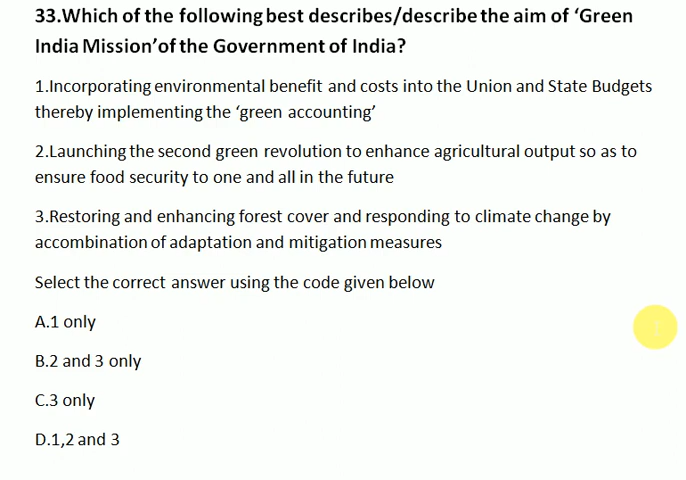 33.Which of the following best describes/describe the aim of ‘Green
India Mission’of the Government of India?
1.Incorporating environmental benefit and costs into the Union and State Budgets
thereby implementing the ‘green accounting’
2.Launching the second green revolution to enhance agricultural output so as to
ensure food security to one and all in the future
3.Restoring and enhancing forest cover and responding to climate change by
accombination of adaptation and mitigation measures
Select the correct answer using the code given below
A.1 only
B.2 and 3 only
C.3 only
D.1,2 and 3